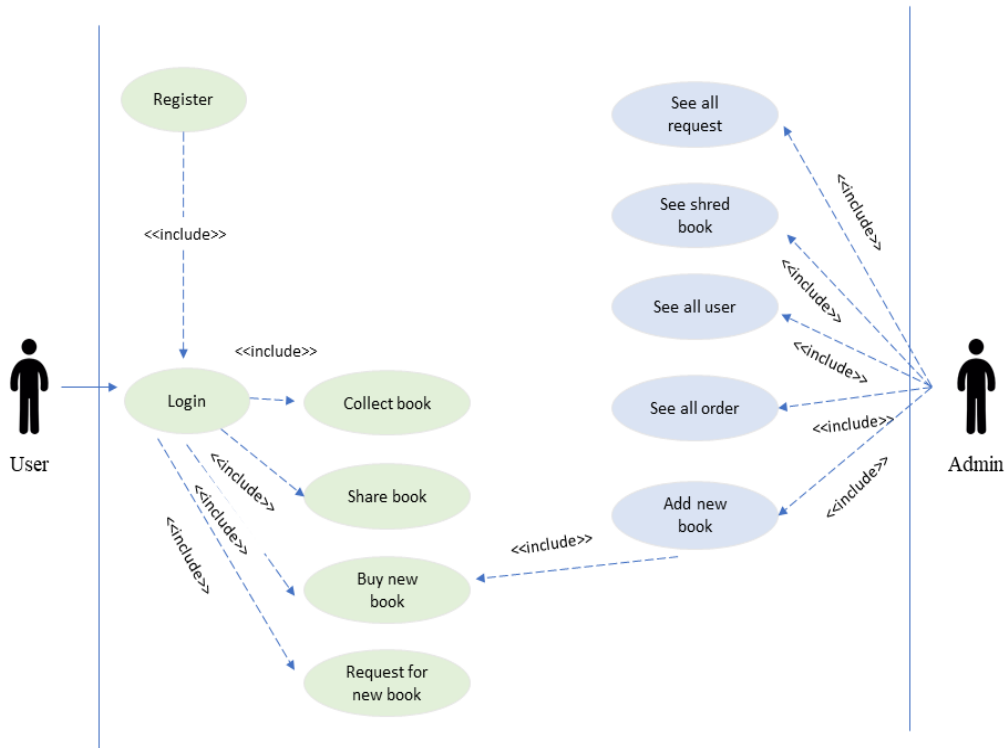 Register
See all
request
<<include>>
See shred
book
<<include>>
<<include>>
See all user
<<include>>
<<include>>
Login
Collect book
See all order
<<include>>
User
Admin
<<include>>
Share book
<<include>>
<<include>>
Add new
book
<<include>>
<<include>>
Buy new
book
Request for
new book